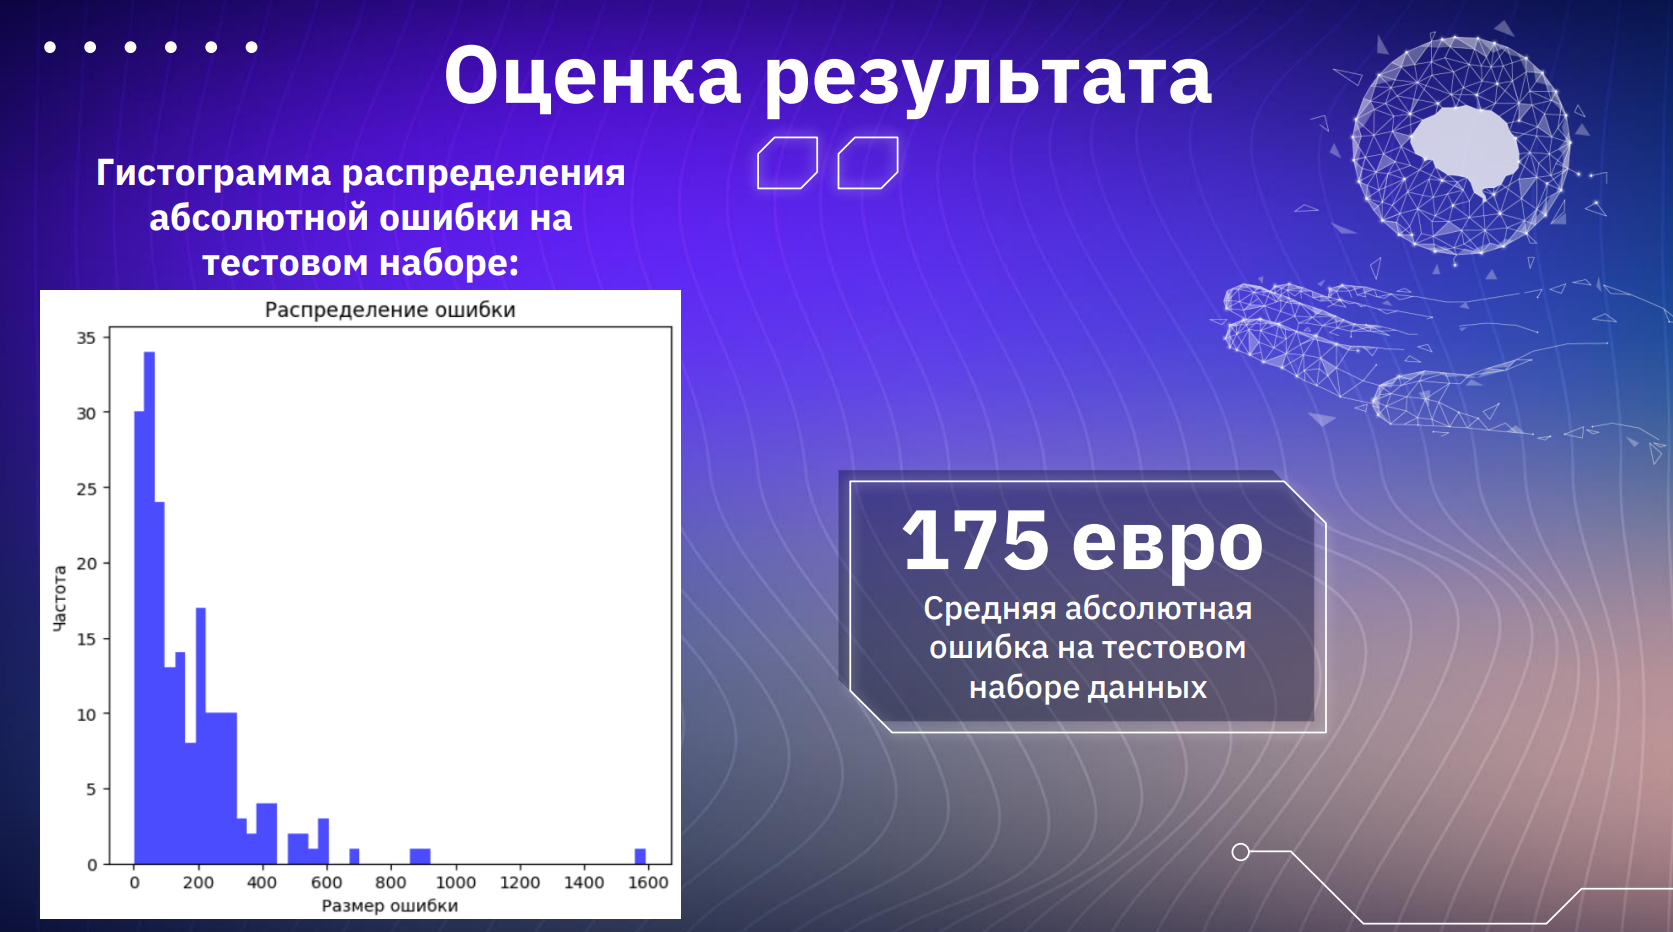 Оценка результата
Гистограмма распределения
абсолютной ошибки на
тестовом наборе:
Распределение ошибки
35
30
25
20
15
10
5
0
Частота
0 200 400 600 800 1000 1200 1400 1600
Размер ошибки
175 евро
Средняя абсолютная
ошибка на тестовом
наборе данных